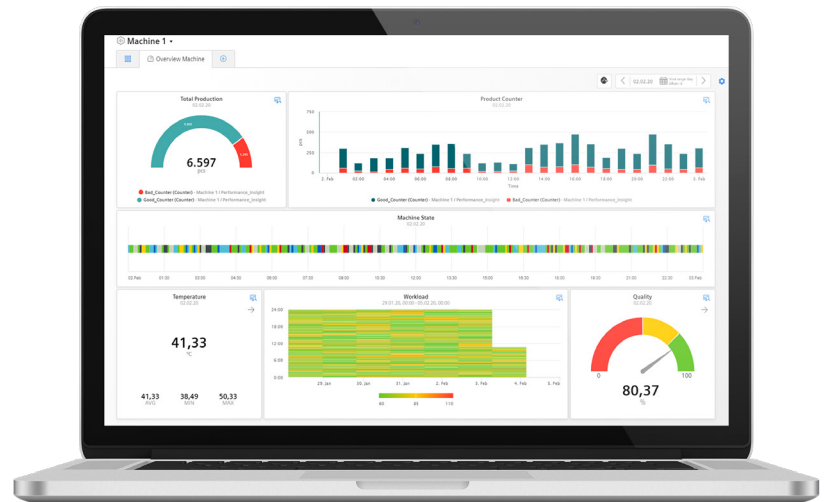 Machine 1
Overview Machine
02.02.20
Total Production
02.02.20
6.597
pcs
Bad_Counter (Counter) - Machine 1 / Performance_Insight
Good_Counter (Counter) - Machine 1 / Performance_Insight
Product Counter
02.02.20
750
500
250
0
pcs
2. Feb 02:00 04:00 06:00 08:00 10:00 12:00 14:00 16:00 18:00 20:00 22:00 3. Feb
Time
Good_Counter (Counter) - Machine 1 / Performance_Insight Bad_Counter (Counter) - Machine 1 / Performance_Insight
Machine State
02.02.20
02 Feb 01:30 03:00 04:30 06:00 07:30 09:00 10:30 12:00 13:30 15:00 16:30 18:00 19:30 21:00 22:30 03 Feb
Temperature
02.02.20
41,33
°C
41,33 38,49 50,33
AVG MIN MAX
Workload
29.01.20, 00:00 - 05.02.20, 00:00
24:00
18:00
12:00
6:00
0:00
29. Jan 30. Jan 31. Jan 2. Feb 3. Feb 4. Feb 5. Feb
60 85 110
Quality
02.02.20
0 100
80,37
%